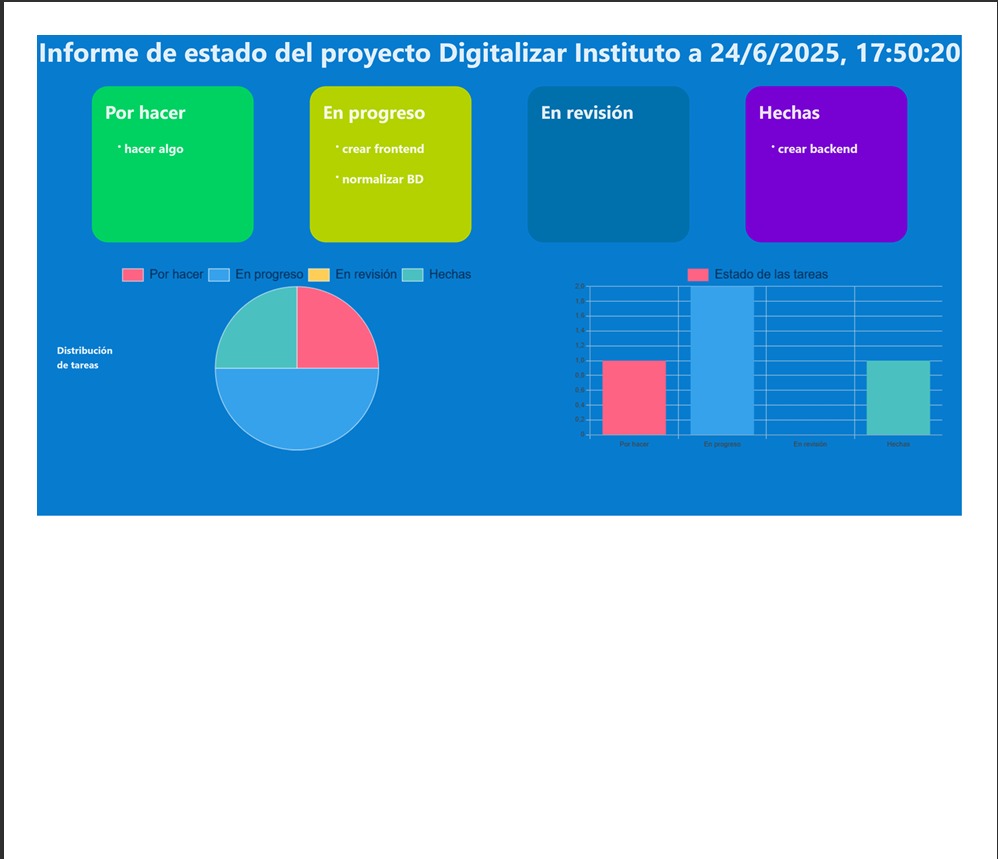 Informe de estado del proyecto Digitalizar Instituto a 24/6/2025, 17:50:20
Por hacer
· hacer algo
En progreso
· crear frontend
· normalizar BD
En revisión
Hechas
· crear backend
Por hacer En progreso En revisión Hechas
Distribución
de tareas
Estado de las tareas
2,0
1,8
1,6
1,4
1,2
1,0
0,8
0,6
0,4
0,2
0
Por hacer En progreso En revisión Hechas